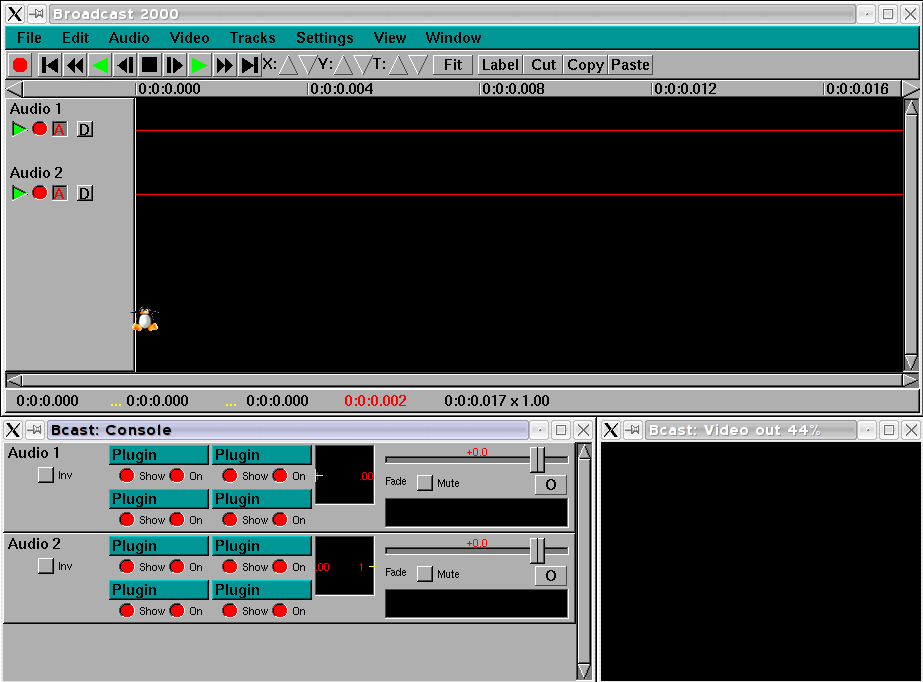 Broadcast 2000
File Edit Audio Video Tracks Settings View Window
X: Y: T: Fit Label Cut Copy Paste
0:0:0.000 0:0:0.004 0:0:0.008 0:0:0.012 0:0:0.016
Audio 1
A D
Audio 2
A D
0:0:0.000 ... 0:0:0.000 ... 0:0:0.000 0:0:0.002 0:0:0.017 x 1.00
Bcast: Console
Audio 1 Plugin Plugin +0.0
Inv Show On Show On .00 Fade Mute O
Plugin Plugin
Show On Show On
Audio 2 Plugin Plugin +0.0
Inv Show On Show On .00 1 Fade Mute O
Plugin Plugin
Show On Show On
Bcast: Video out 44%